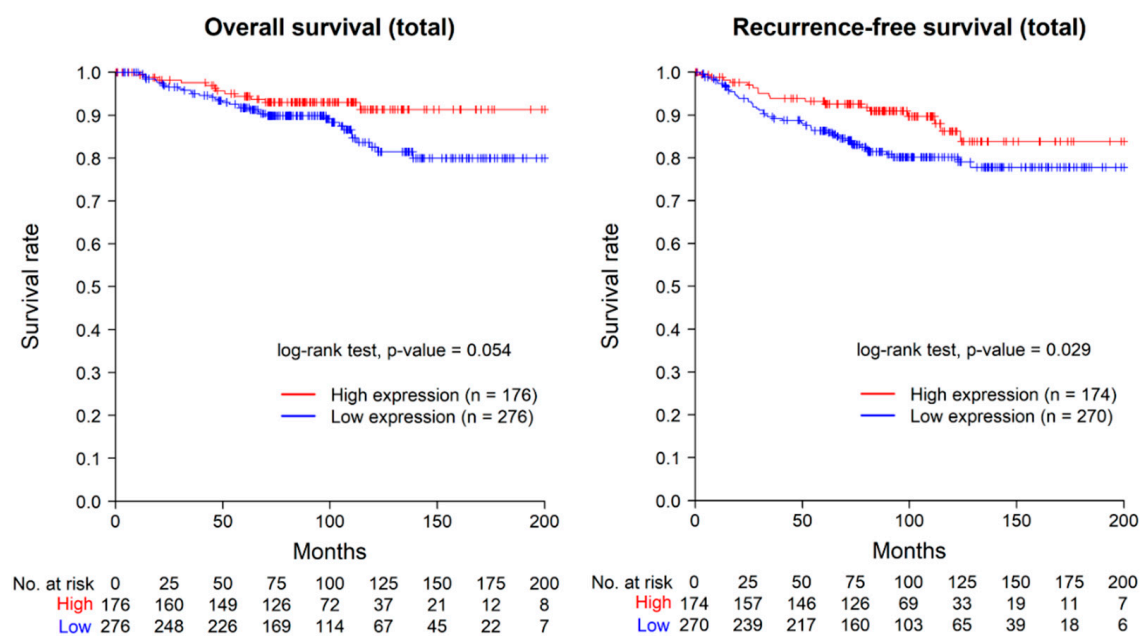 Overall survival (total)
1.0
0.9
0.8
0.7
0.6
0.5
0.4
0.3
0.2
0.1
0.0
Survival rate
log-rank test, p-value = 0.054
High expression (n = 176)
Low expression (n = 276)
0 50 100 150 200
Months
No. at risk 0 25 50 75 100 125 150 175 200
High 176 160 149 126 72 37 21 12 8
Low 276 248 226 169 114 67 45 22 7
Recurrence-free survival (total)
1.0
0.9
0.8
0.7
0.6
0.5
0.4
0.3
0.2
0.1
0.0
Survival rate
log-rank test, p-value = 0.029
High expression (n = 174)
Low expression (n = 270)
0 50 100 150 200
Months
No. at risk 0 25 50 75 100 125 150 175 200
High 174 157 146 126 69 33 19 11 7
Low 270 239 217 160 103 65 39 18 6